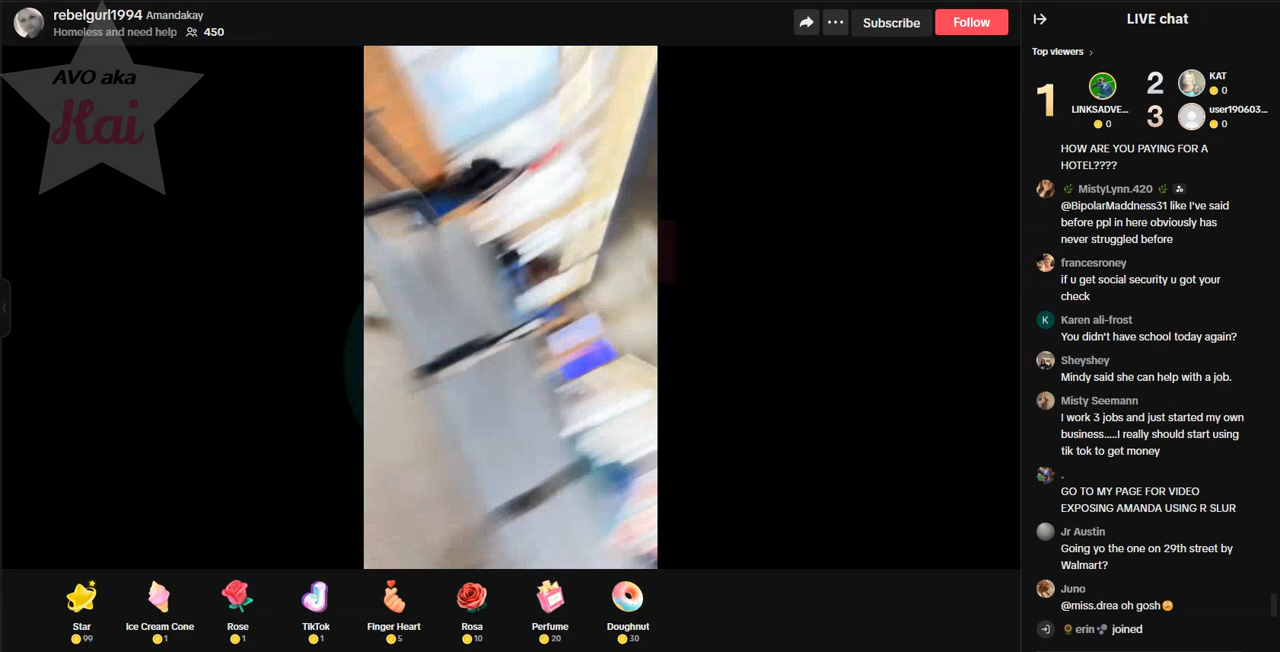 rebelgurl1994 Amandakay
Homeless and need help 450
Subscribe
Follow
AVO aka
Kai
LIVE chat
Top viewers
1
LINKSADVE...
0
2
KAT
0
3
user190603...
0
HOW ARE YOU PAYING FOR A
HOTEL????
MistyLynn.420
@BipolarMaddness31 like I've said
before ppl in here obviously has
never struggled before
francesroney
if u get social security u got your
check
K
Karen ali-frost
You didn't have school today again?
Sheyshey
Mindy said she can help with a job.
Misty Seemann
I work 3 jobs and just started my own
business.....I really should start using
tik tok to get money
.
GO TO MY PAGE FOR VIDEO
EXPOSING AMANDA USING R SLUR
Jr Austin
Going yo the one on 29th street by
Walmart?
Juno
@miss.drea oh gosh😳
erin joined
Star
99
Ice Cream Cone
1
Rose
1
TikTok
1
Finger Heart
5
Rosa
10
Perfume
20
Doughnut
30